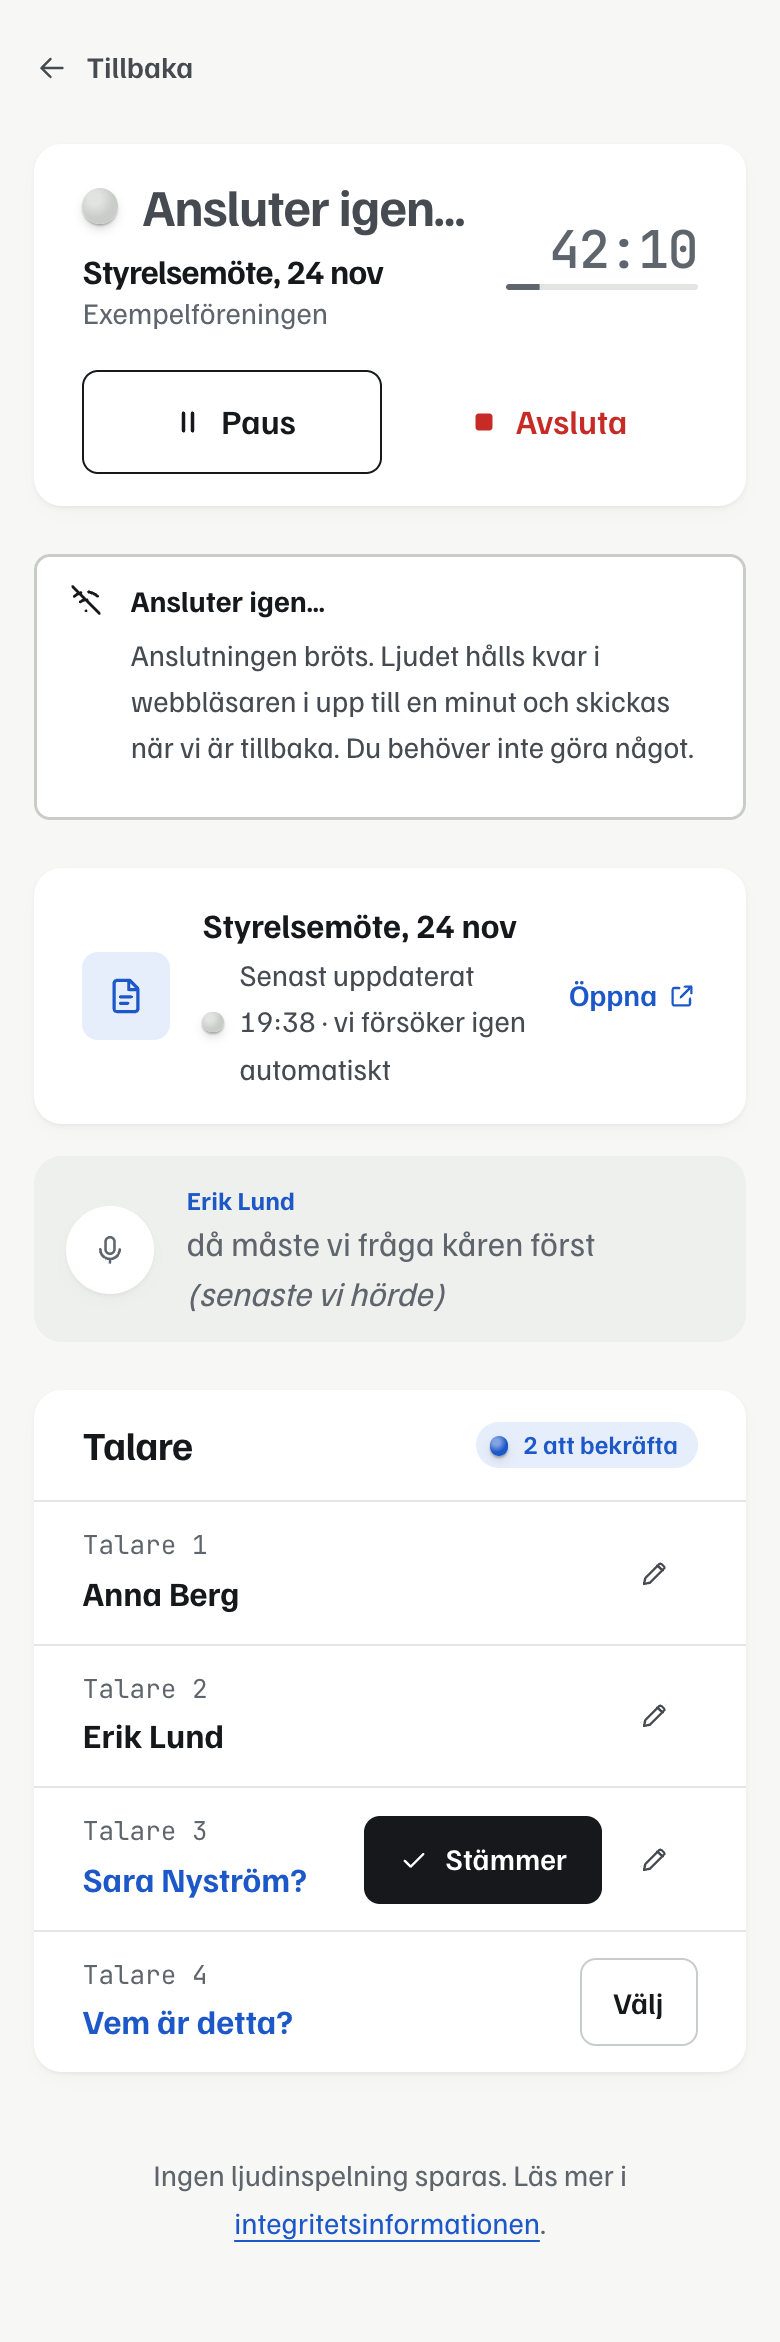 Tillbaka
Ansluter igen...
Styrelsemöte, 24 nov
Exempelföreningen
42:10
Paus
Avsluta
Ansluter igen...
Anslutningen bröts. Ljudet hålls kvar i
webbläsaren i upp till en minut och skickas
när vi är tillbaka. Du behöver inte göra något.
Styrelsemöte, 24 nov
Senast uppdaterat
19:38 · vi försöker igen
automatiskt
Öppna
Erik Lund
då måste vi fråga kåren först
(senaste vi hörde)
Talare
2 att bekräfta
Talare 1
Anna Berg
Talare 2
Erik Lund
Talare 3
Sara Nyström?
Stämmer
Talare 4
Vem är detta?
Välj
Ingen ljudinspelning sparas. Läs mer i
integritetsinformationen.